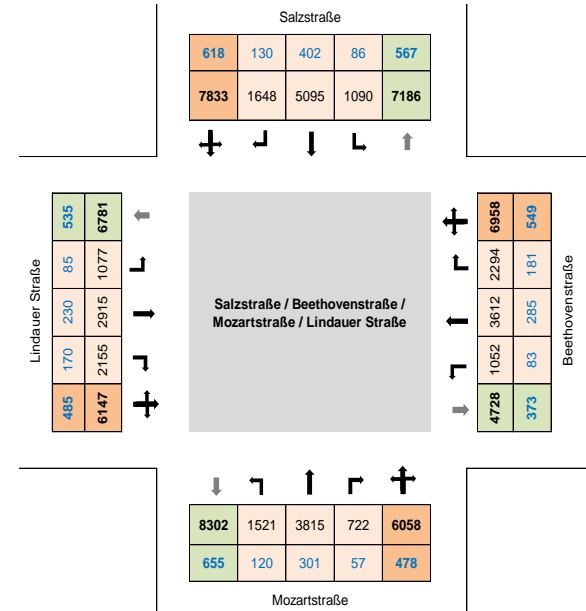 Salzstraße
618 130 402 86 567
7833 1648 5095 1090 7186
Lindauer Straße
535 6781
85 1077
230 2915
170 2155
485 6147
Salzstraße / Beethovenstraße /
Mozartstraße / Lindauer Straße
6958 549
2294 181
3612 285
1052 83
4728 373
Beethovenstraße
8302 1521 3815 722 6058
655 120 301 57 478
Mozartstraße